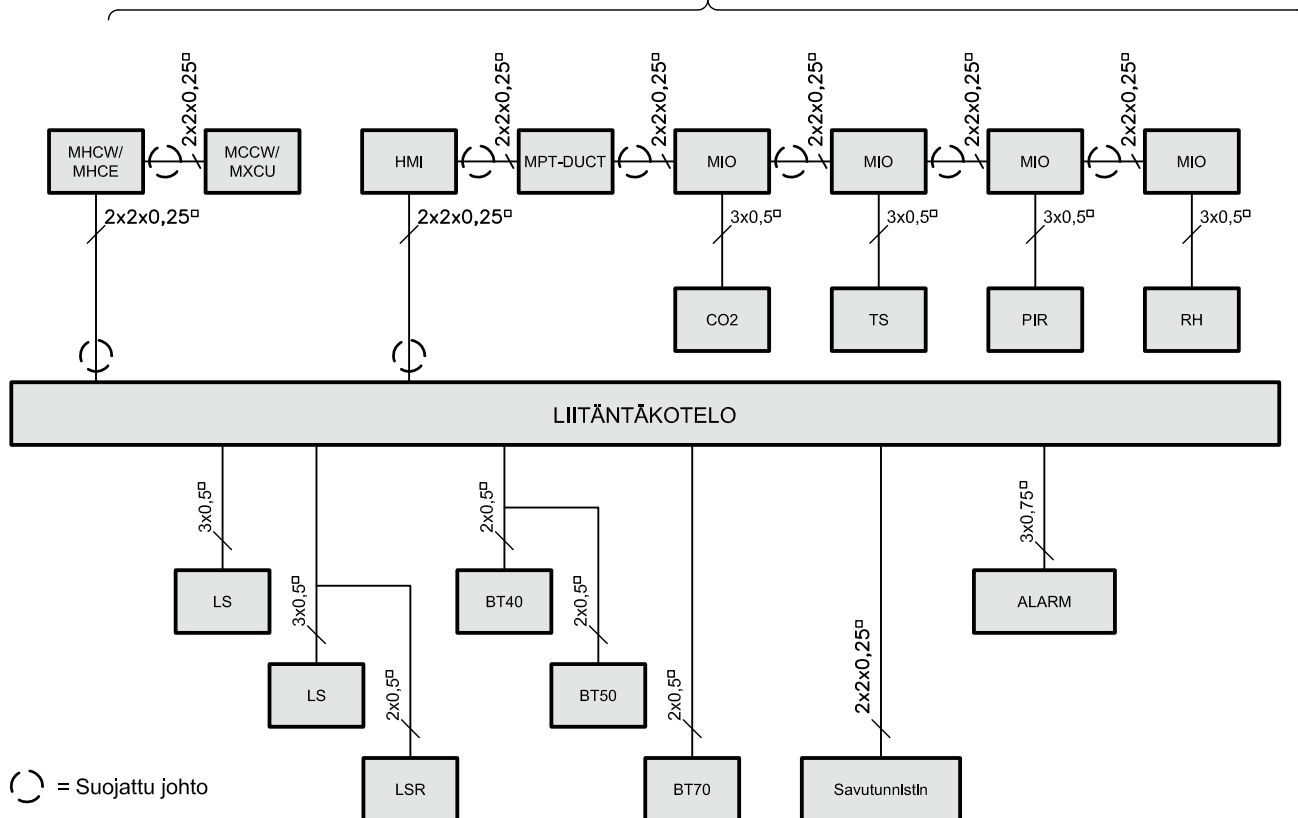 2x2x0,25▫
2x2x0,25▫
2x2x0,25▫
2x2x0,25▫
2x2x0,25▫
2x2x0,25▫
MHCW/
MHCE
MCCW/
MXCU
HMI
MPT-DUCT
MIO
MIO
MIO
MIO
2x2x0,25▫
2x2x0,25▫
3x0,5▫
3x0,5▫
3x0,5▫
3x0,5▫
CO2
TS
PIR
RH
LIITÄNTÄKOTELO
3x0,5▫
2x0,5▫
3x0,75▫
LS
BT40
ALARM
3x0,5▫
2x0,5▫
2x0,5▫
2x0,5▫
2x2x0,25▫
LS
BT50
= Suojattu johto
LSR
BT70
Savutunnistin